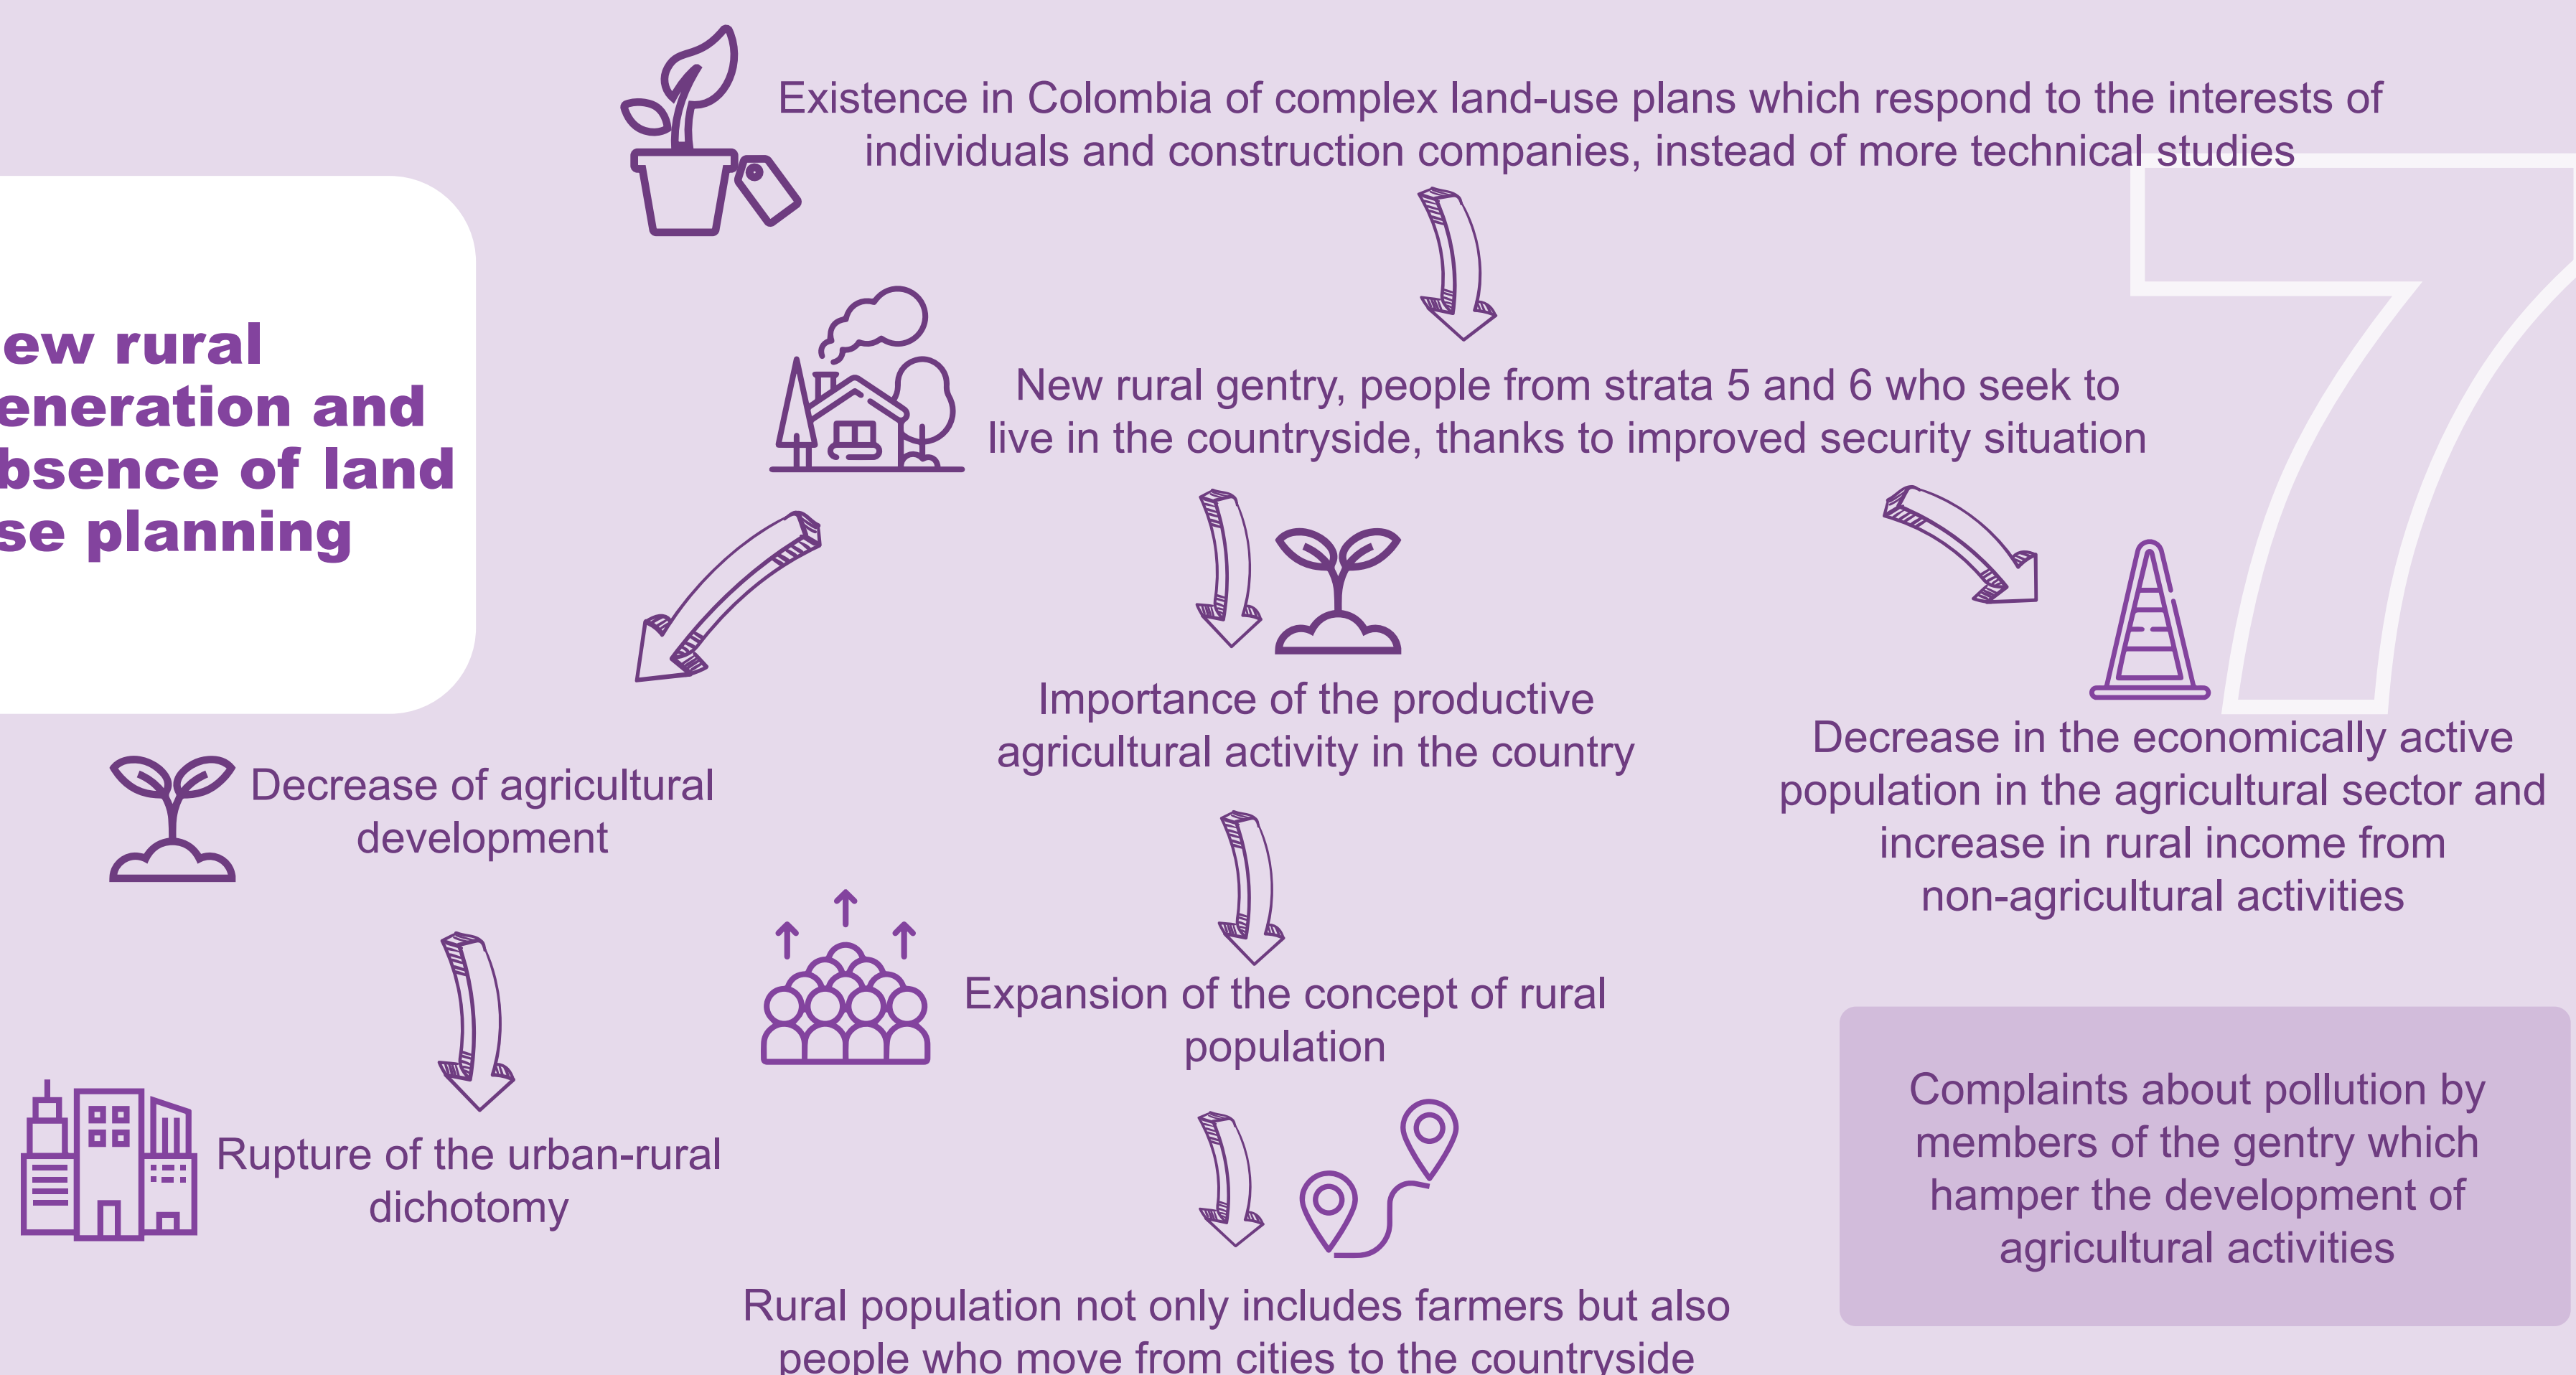 Existence in Colombia of complex land-use plans which respond to the interests of
individuals and construction companies, instead of more technical studies
7
ew rural
eneration and
bsence of land
se planning
New rural gentry, people from strata 5 and 6 who seek to
live in the countryside, thanks to improved security situation
Decrease of agricultural
development
Rupture of the urban-rural
dichotomy
Importance of the productive
agricultural activity in the country
Expansion of the concept of rural
population
Rural population not only includes farmers but also
people who move from cities to the countryside
Decrease in the economically active
population in the agricultural sector and
increase in rural income from
non-agricultural activities
Complaints about pollution by
members of the gentry which
hamper the development of
agricultural activities